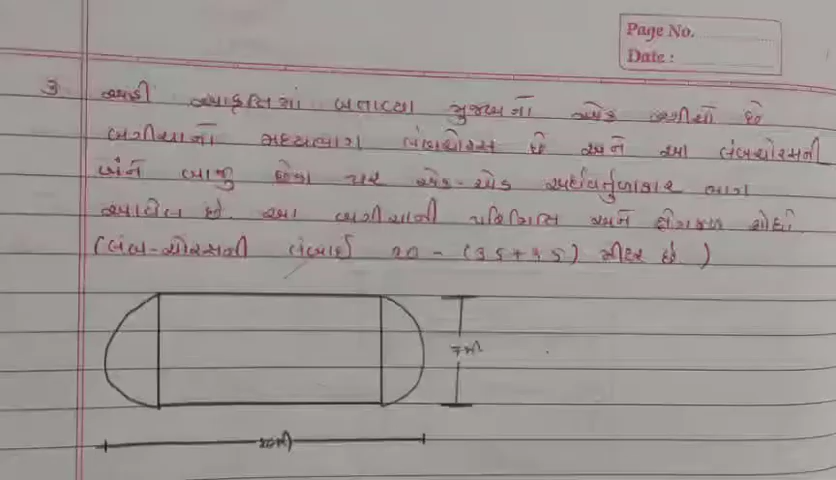 Page No.
Date :
3 અહીં આકૃતિમાં બતાવ્યા મુજબનો એક બગીચો છે
બગીચાનો મધ્યભાગ લંબચોરસ છે અને આ લંબચોરસની
બંને બાજુ છેડા પર એક-એક અર્ધવર્તુળાકાર ભાગ
આવેલ છે. આ બગીચાની પરિમિતિ અને ક્ષેત્રફળ શોધો
(લંબ-ચોરસની લંબાઈ 20 - (3.5+3.5) મીટર છે )
7મી
20મી